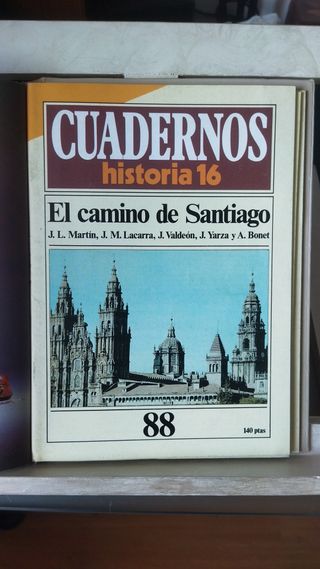 CUADERNOS
historia 16
El camino de Santiago
J. L. Martín, J. M. Lacarra, J. Valdeón, J. Yarza y A. Bonet
88
140 ptas